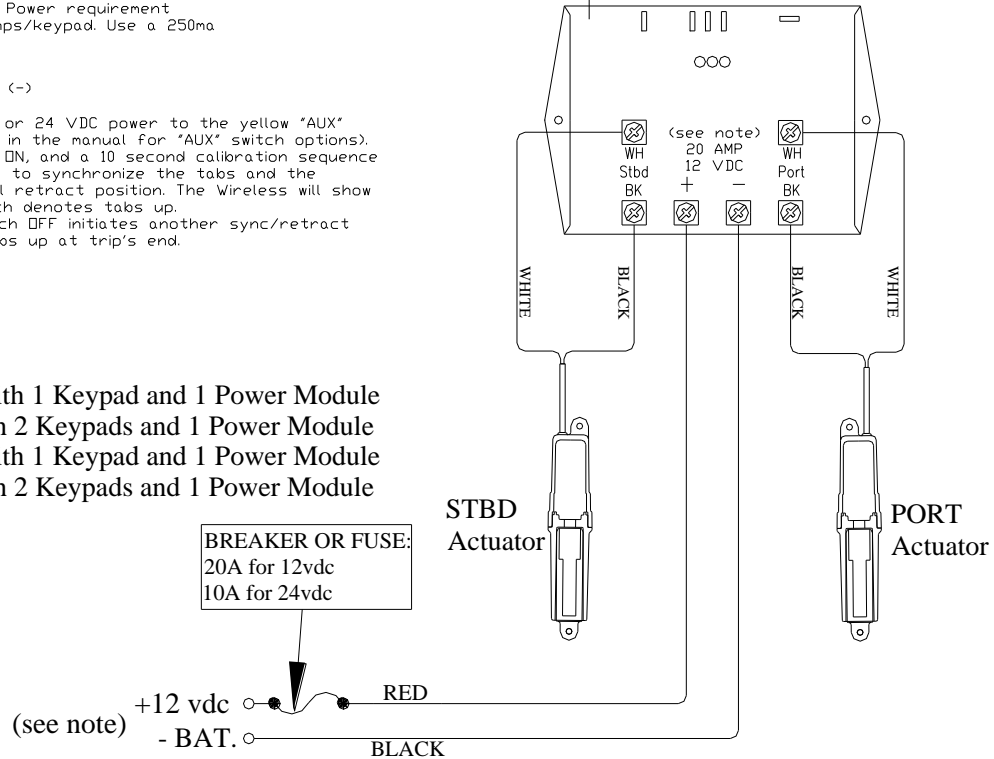 Power requirement
nps/keypad. Use a 250ma
(-)
or 24 VDC power to the yellow "AUX"
in the manual for "AUX" switch options).
ON, and a 10 second calibration sequence
to synchronize the tabs and the
l retract position. The Wireless will show
ch denotes tabs up.
ch OFF initiates another sync/retract
bs up at trip's end.
WH
Stbd
BK
(see note)
20 AMP
12 VDC
+ -
WH
Port
BK
WHITE
BLACK
BLACK
WHITE
ith 1 Keypad and 1 Power Module
h 2 Keypads and 1 Power Module
ith 1 Keypad and 1 Power Module
h 2 Keypads and 1 Power Module
STBD
Actuator
PORT
Actuator
BREAKER OR FUSE:
20A for 12vdc
10A for 24vdc
+12 vdc
RED
(see note)
- BAT.
BLACK